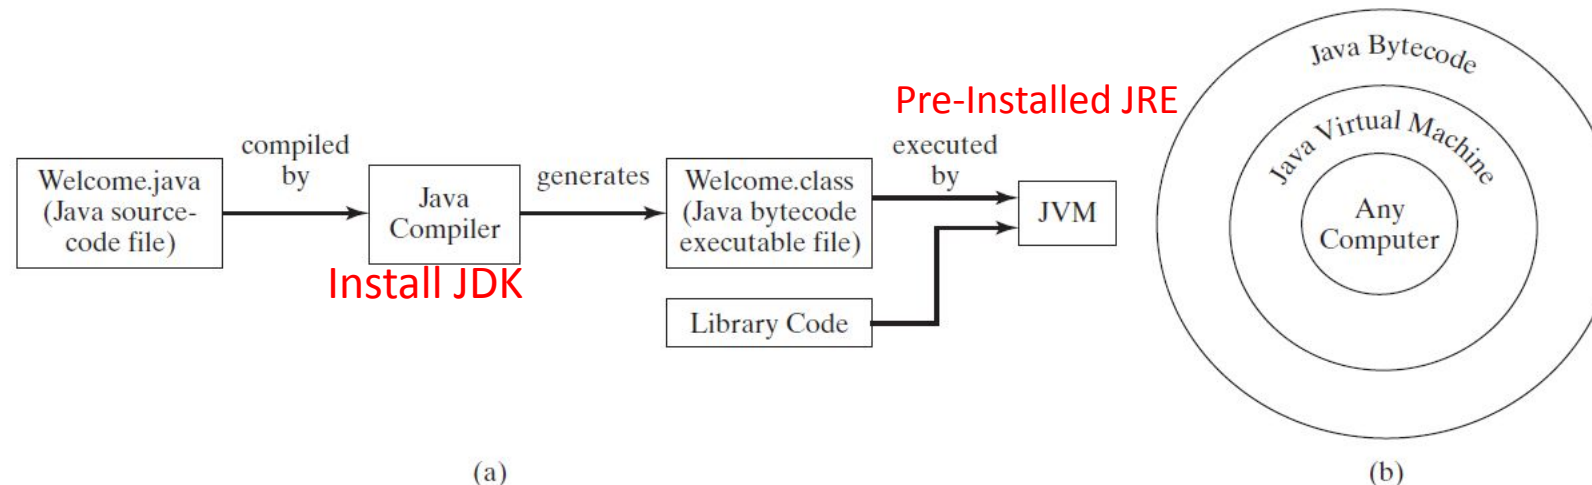 Welcome.java
(Java source-
code file)
compiled
by
Java
Compiler
Install JDK
generates
Welcome.class
(Java bytecode
executable file)
Library Code
Pre-Installed JRE
executed
by
JVM
(a)
Java Bytecode
Java Virtual Machine
Any
Computer
(b)